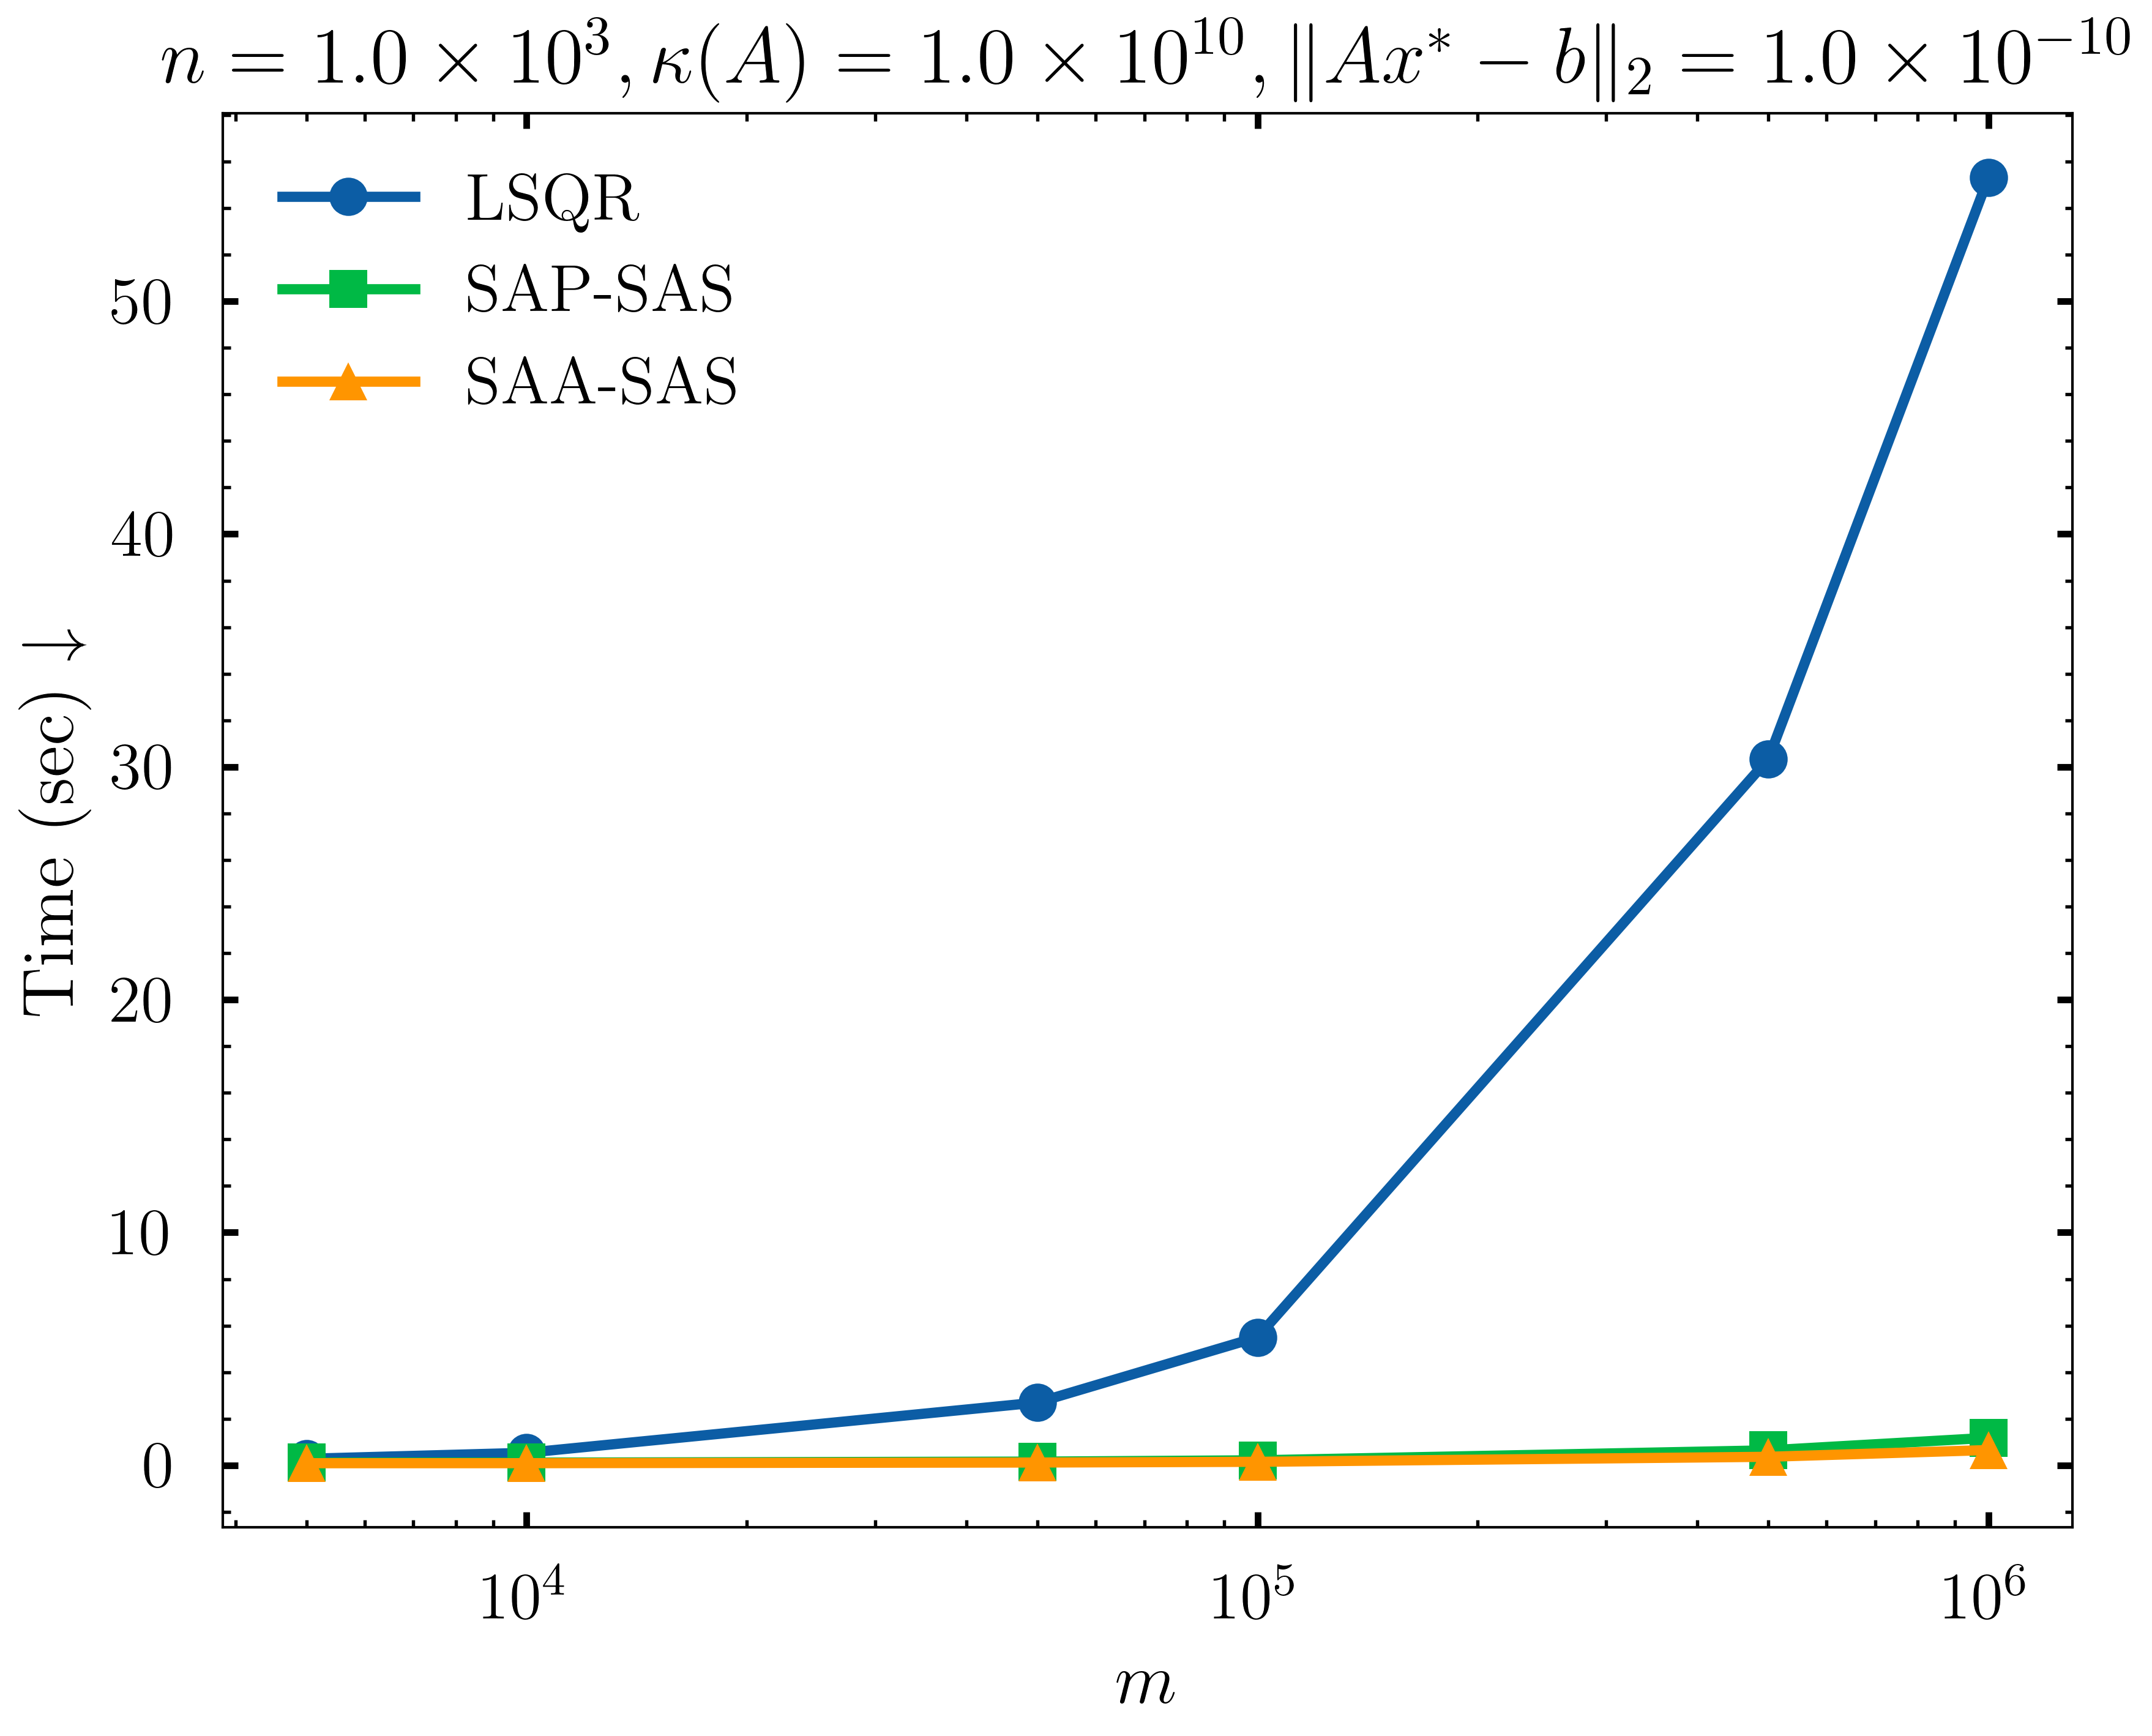 n = 1.0 × 10³, κ(A) = 1.0 × 10¹⁰, ‖Ax* − b‖₂ = 1.0 × 10⁻¹⁰
LSQR
SAP-SAS
SAA-SAS
Time (sec) ↓
50
40
30
20
10
0
10⁴ 10⁵ 10⁶
m